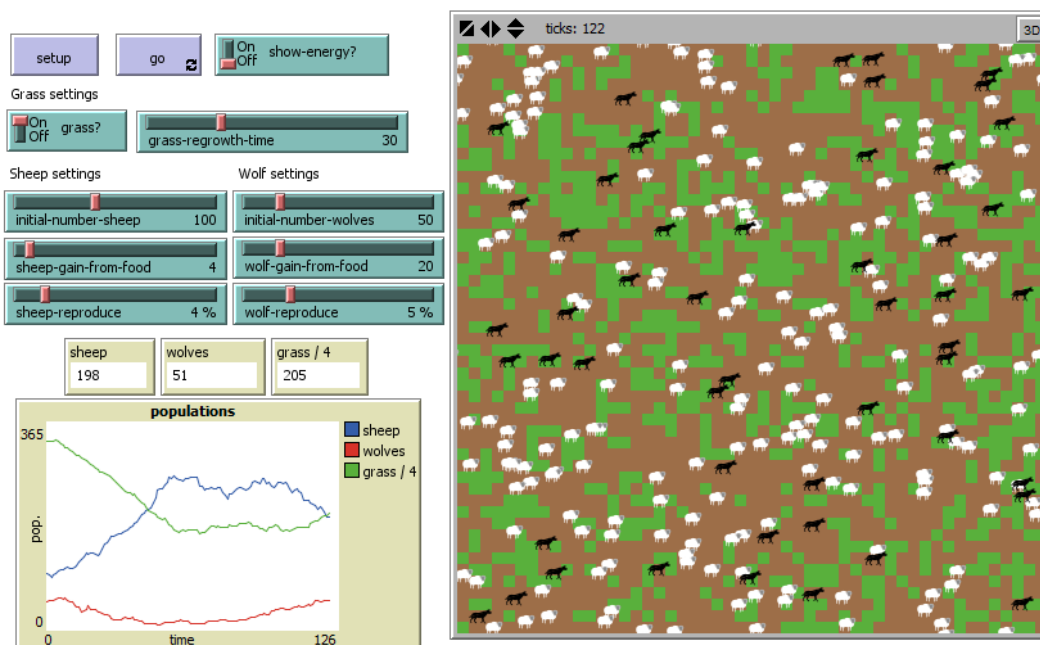 ticks: 122
3D
setup
go
On
Off
show-energy?
Grass settings
On
Off
grass?
grass-regrowth-time 30
Sheep settings
Wolf settings
initial-number-sheep 100
initial-number-wolves 50
sheep-gain-from-food 4
wolf-gain-from-food 20
sheep-reproduce 4 %
wolf-reproduce 5 %
sheep
198
wolves
51
grass / 4
205
populations
365
pop.
0
0
time
126
sheep
wolves
grass / 4